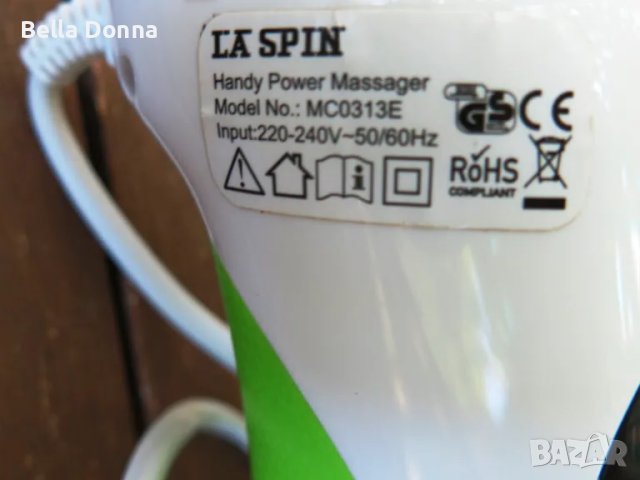 Bella Donna
LA SPIN
Handy Power Massager
Model No.: MC0313E
Input:220-240V~50/60Hz
GS CE
RoHS
COMPLIANT
BAZAR